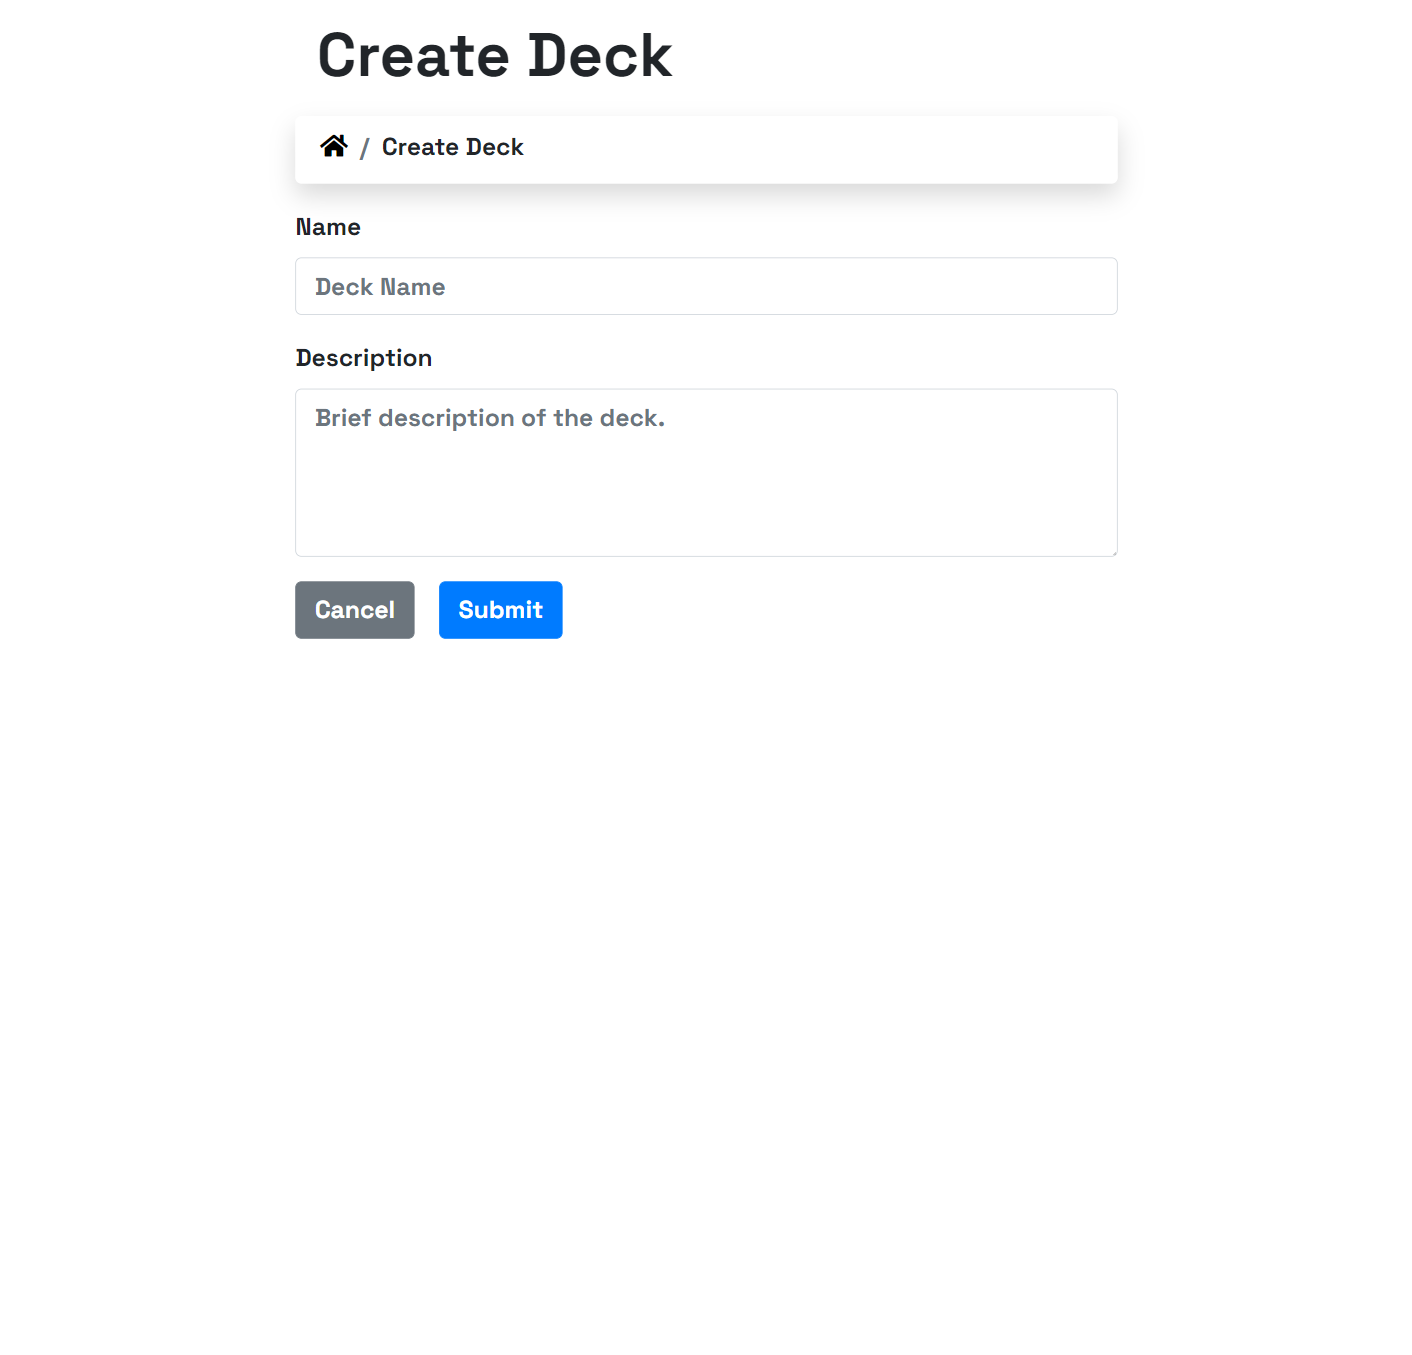 Create Deck
/ Create Deck
Name
Deck Name
Description
Brief description of the deck.
Cancel Submit